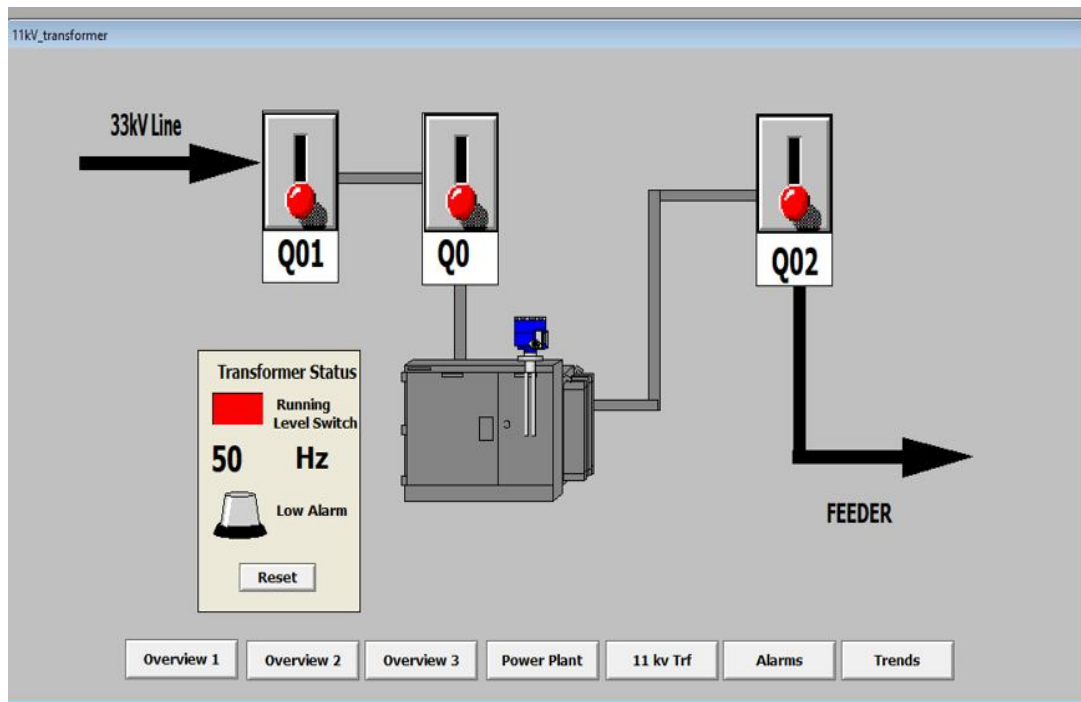 11kV_transformer
33kV Line
Q01
Q0
Q02
Transformer Status
Running
Level Switch
50 Hz
Low Alarm
Reset
FEEDER
Overview 1
Overview 2
Overview 3
Power Plant
11 kv Trf
Alarms
Trends